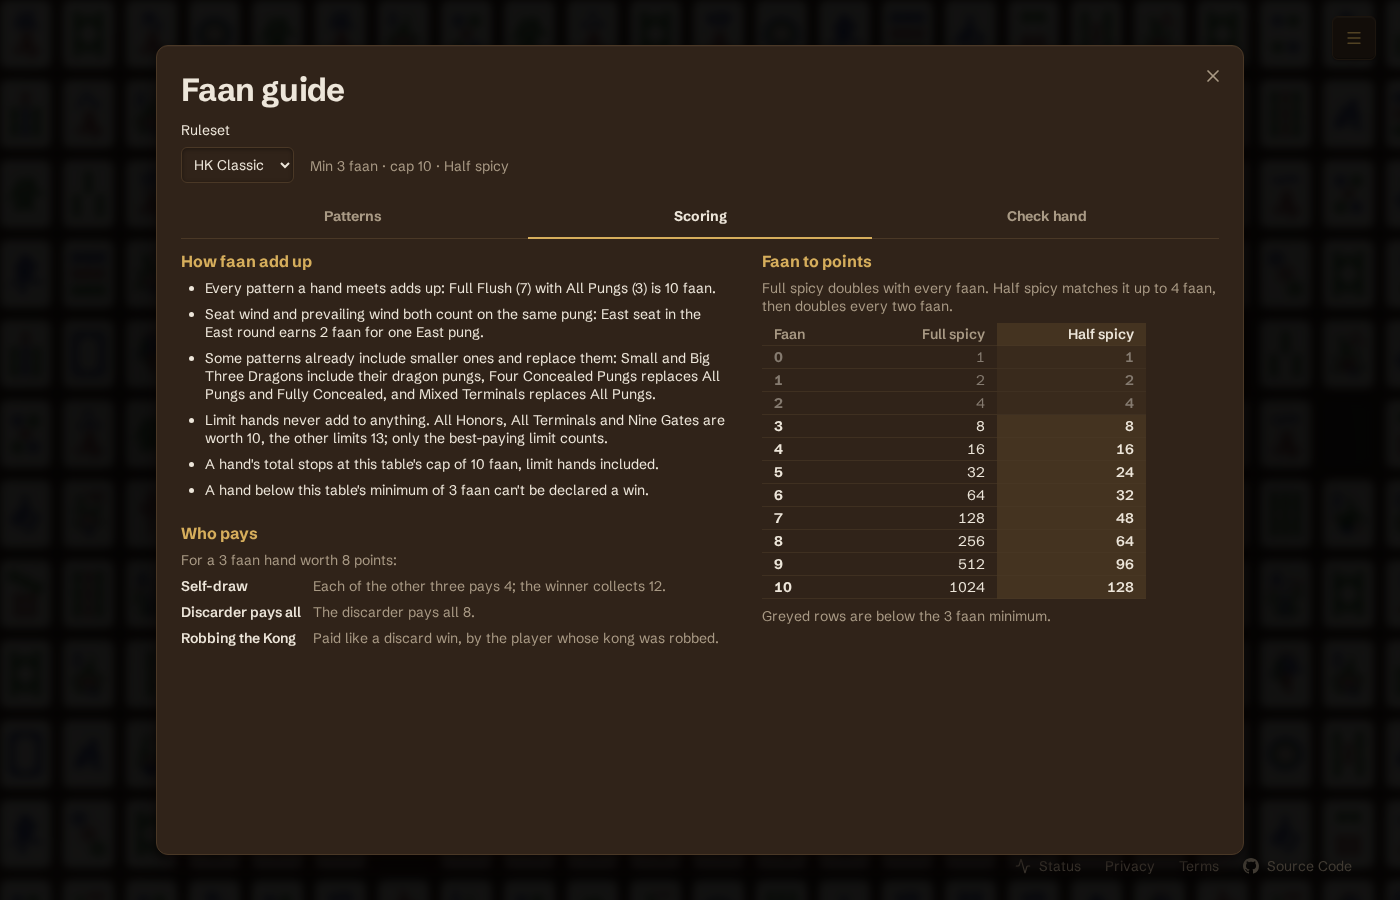 Faan guide
Ruleset
HK Classic
Min 3 faan · cap 10 · Half spicy
Patterns
Scoring
Check hand
How faan add up
Every pattern a hand meets adds up: Full Flush (7) with All Pungs (3) is 10 faan.
Seat wind and prevailing wind both count on the same pung: East seat in the
East round earns 2 faan for one East pung.
Some patterns already include smaller ones and replace them: Small and Big
Three Dragons include their dragon pungs, Four Concealed Pungs replaces All
Pungs and Fully Concealed, and Mixed Terminals replaces All Pungs.
Limit hands never add to anything. All Honors, All Terminals and Nine Gates are
worth 10, the other limits 13; only the best-paying limit counts.
A hand's total stops at this table's cap of 10 faan, limit hands included.
A hand below this table's minimum of 3 faan can't be declared a win.
Who pays
For a 3 faan hand worth 8 points:
Self-draw Each of the other three pays 4; the winner collects 12.
Discarder pays all The discarder pays all 8.
Robbing the Kong Paid like a discard win, by the player whose kong was robbed.
Faan to points
Full spicy doubles with every faan. Half spicy matches it up to 4 faan,
then doubles every two faan.
Faan Full spicy Half spicy
0 1 1
1 2 2
2 4 4
3 8 8
4 16 16
5 32 24
6 64 32
7 128 48
8 256 64
9 512 96
10 1024 128
Greyed rows are below the 3 faan minimum.
Status Privacy Terms Source Code